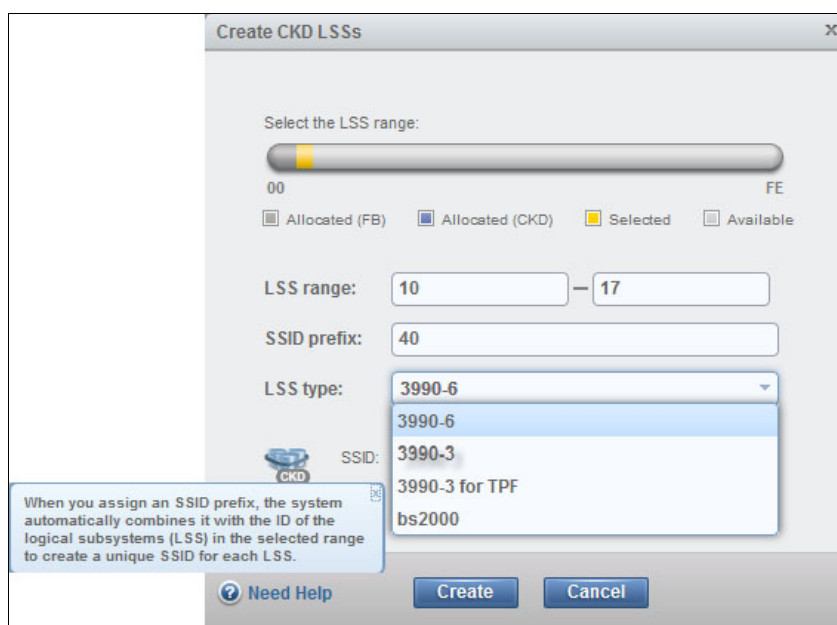 Create CKD LSSs x
Select the LSS range:
00 FE
Allocated (FB) Allocated (CKD) Selected Available
LSS range: 10 – 17
SSID prefix: 40
LSS type: 3990-6
3990-6
3990-3
3990-3 for TPF
bs2000
CKD SSID:
When you assign an SSID prefix, the system
automatically combines it with the ID of the
logical subsystems (LSS) in the selected range
to create a unique SSID for each LSS.
? Need Help Create Cancel